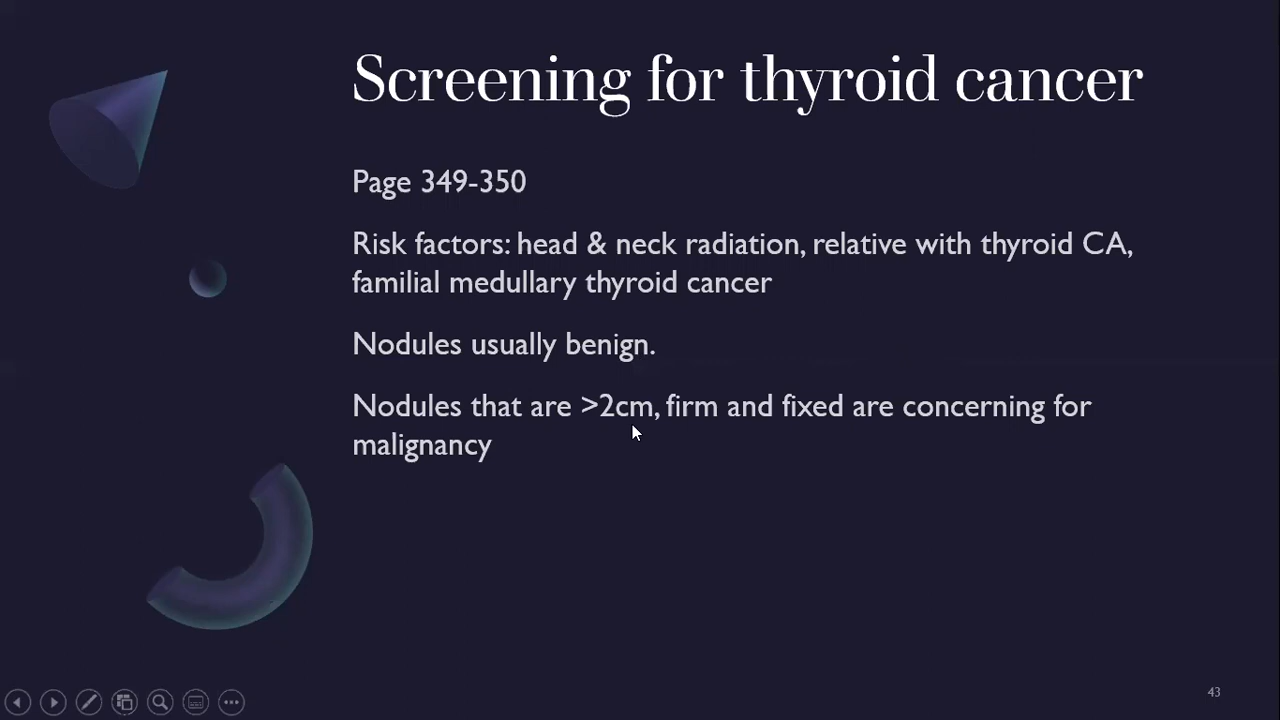 Screening for thyroid cancer
Page 349-350
Risk factors: head & neck radiation, relative with thyroid CA,
familial medullary thyroid cancer
Nodules usually benign.
Nodules that are >2cm, firm and fixed are concerning for
malignancy
43